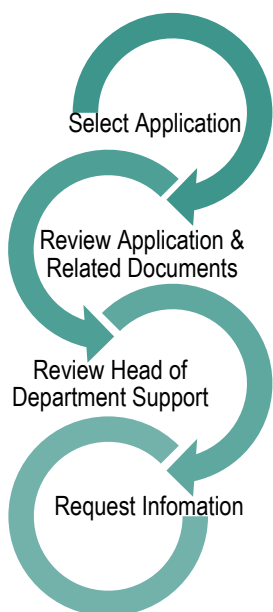 Select Application
Review Application &
Related Documents
Review Head of
Department Support
Request Infomation